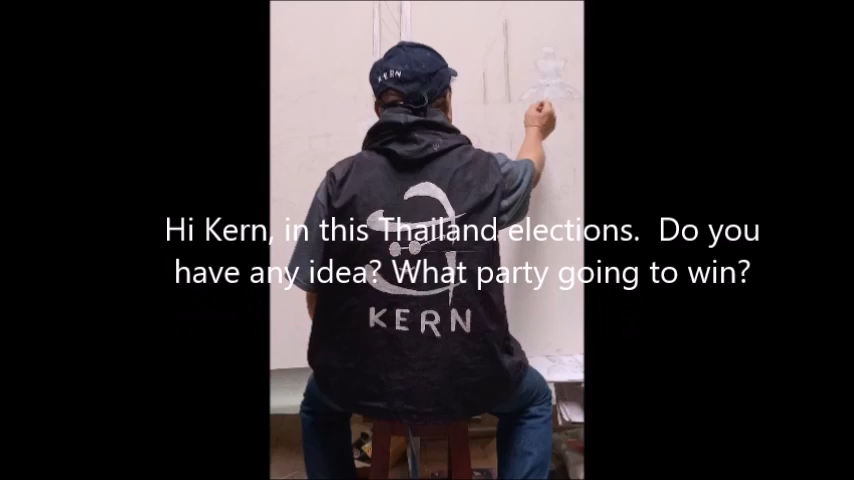 KERN
Hi Kern, in this Thailand elections.  Do you
have any idea? What party going to win?
KERN